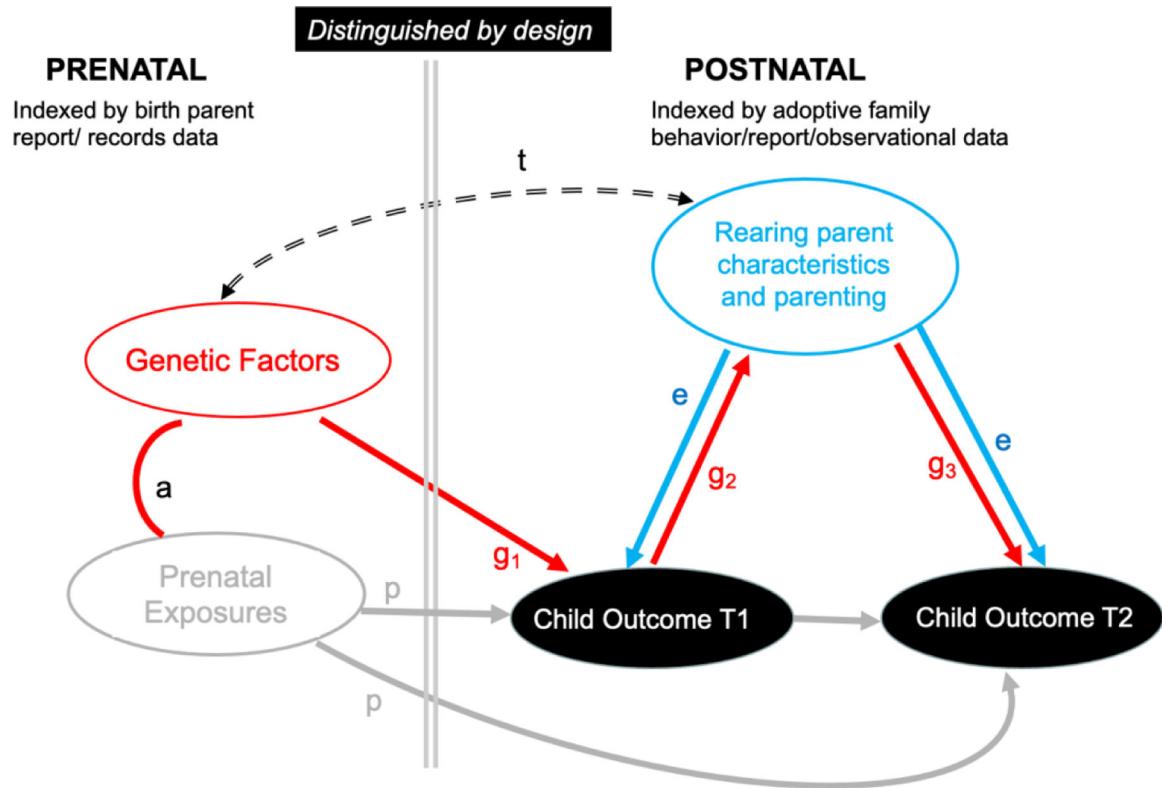 Distinguished by design
PRENATAL
Indexed by birth parent
report/ records data
POSTNATAL
Indexed by adoptive family
behavior/report/observational data
t
Rearing parent
characteristics
and parenting
Genetic Factors
a
e
g2
g3
e
g1
Prenatal
Exposures
p
Child Outcome T1
Child Outcome T2
p